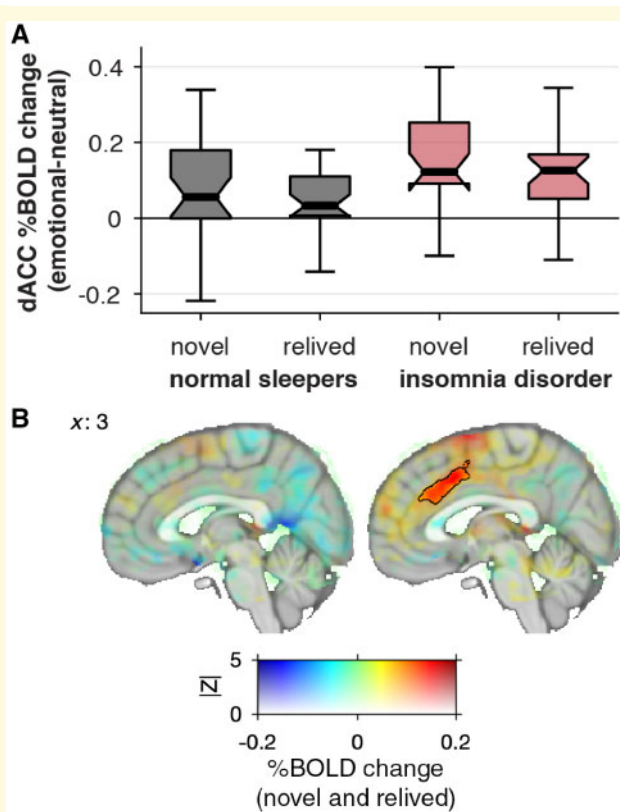 A
dACC %BOLD change
(emotional-neutral)
0.4
0.2
0
-0.2
novel relived novel relived
normal sleepers insomnia disorder
B x: 3
|Z|
5
0
-0.2 0 0.2
%BOLD change
(novel and relived)